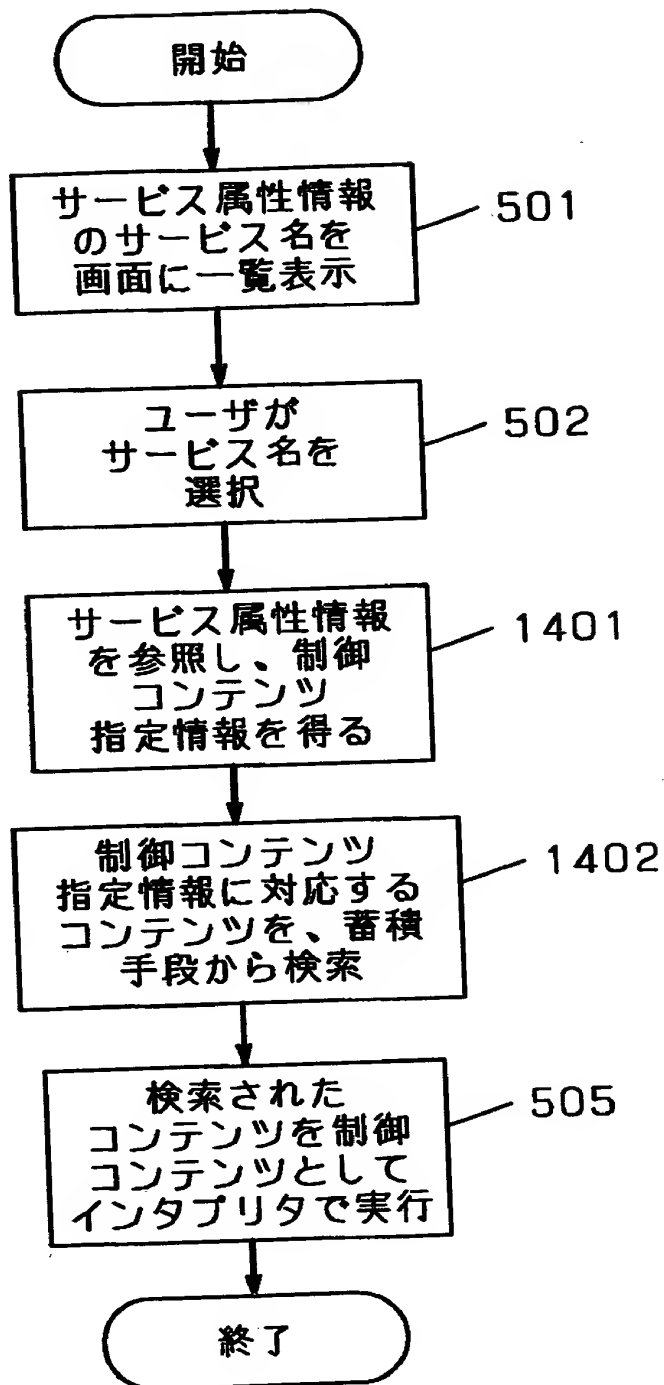 開始
サービス属性情報
のサービス名を
画面に一覧表示
501
ユーザが
サービス名を
選択
502
サービス属性情報
を参照し、制御
コンテンツ
指定情報を得る
1401
制御コンテンツ
指定情報に対応する
コンテンツを、蓄積
手段から検索
1402
検索された
コンテンツを制御
コンテンツとして
インタプリタで実行
505
終了